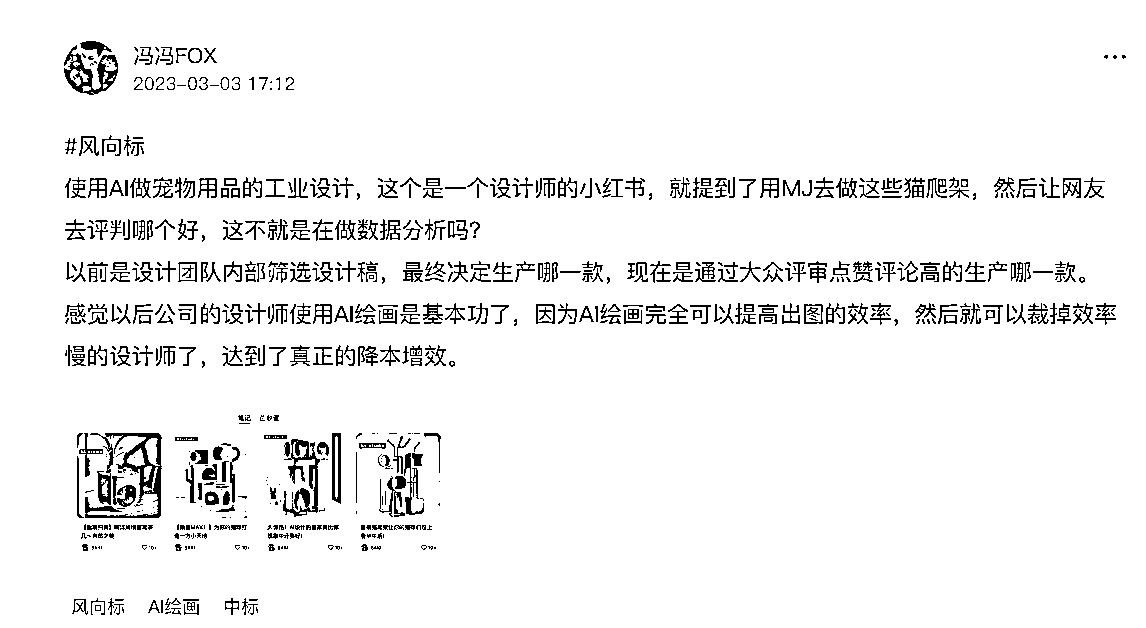 冯冯FOX
2023-03-03 17:12
#风向标
使用AI做宠物用品的工业设计，这个是一个设计师的小红书，就提到了用MJ去做这些猫爬架，然后让网友
去评判哪个好，这不就是在做数据分析吗？
以前是设计团队内部筛选设计稿，最终决定生产哪一款，现在是通过大众评审点赞评论高的生产哪一款。
感觉以后公司的设计师使用AI绘画是基本功了，因为AI绘画完全可以提高出图的效率，然后就可以裁掉效率
慢的设计师了，达到了真正的降本增效。
笔记
风向标 AI绘画 中标